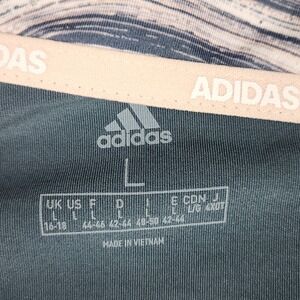 DAS ADIDAS
adidas
L
UK US F D I E CDN J
L L L L L L L/G 4XOT
16-18 44-46 42-44 48-50 42-44
MADE IN VIETNAM